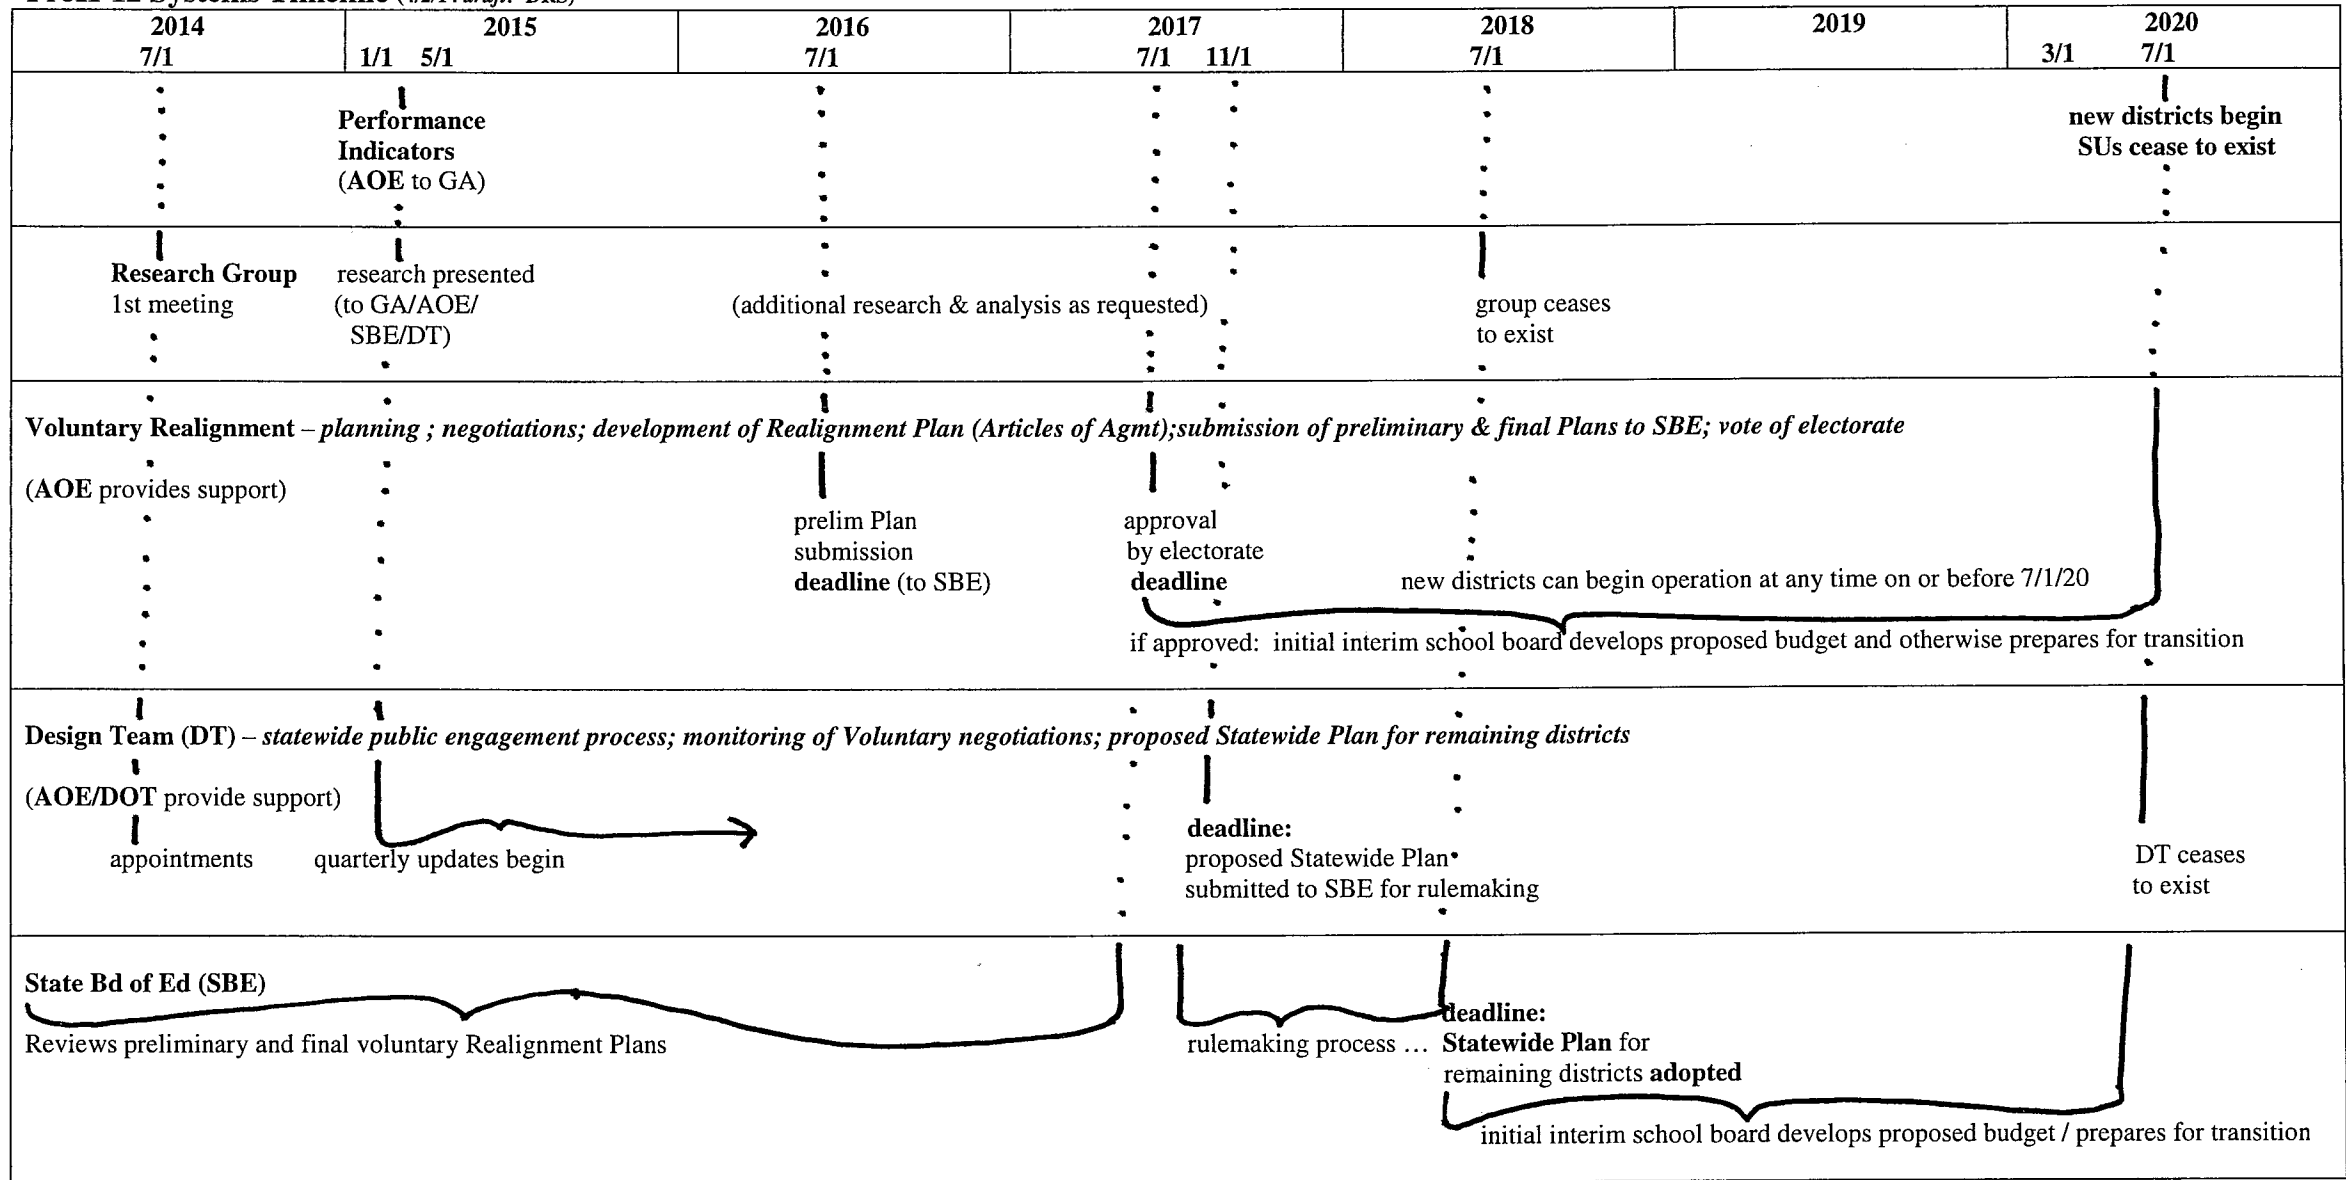 Systems Timeline
2014 2015 2016 2017 2018 2019 2020
7/1 1/1 5/1 7/1 7/1 11/1 7/1 3/1 7/1
Performance
Indicators
(AOE to GA)
new districts begin
SUs cease to exist
Research Group
1st meeting
research presented
(to GA/AOE/
SBE/DT)
(additional research & analysis as requested)
group ceases
to exist
Voluntary Realignment – planning ; negotiations; development of Realignment Plan (Articles of Agmt);submission of preliminary & final Plans to SBE; vote of electorate
(AOE provides support)
prelim Plan
submission
deadline (to SBE)
approval
by electorate
deadline
new districts can begin operation at any time on or before 7/1/20
if approved: initial interim school board develops proposed budget and otherwise prepares for transition
Design Team (DT) – statewide public engagement process; monitoring of Voluntary negotiations; proposed Statewide Plan for remaining districts
(AOE/DOT provide support)
appointments
quarterly updates begin
deadline:
proposed Statewide Plan
submitted to SBE for rulemaking
DT ceases
to exist
State Bd of Ed (SBE)
Reviews preliminary and final voluntary Realignment Plans
rulemaking process ...
deadline:
Statewide Plan for
remaining districts adopted
initial interim school board develops proposed budget / prepares for transition